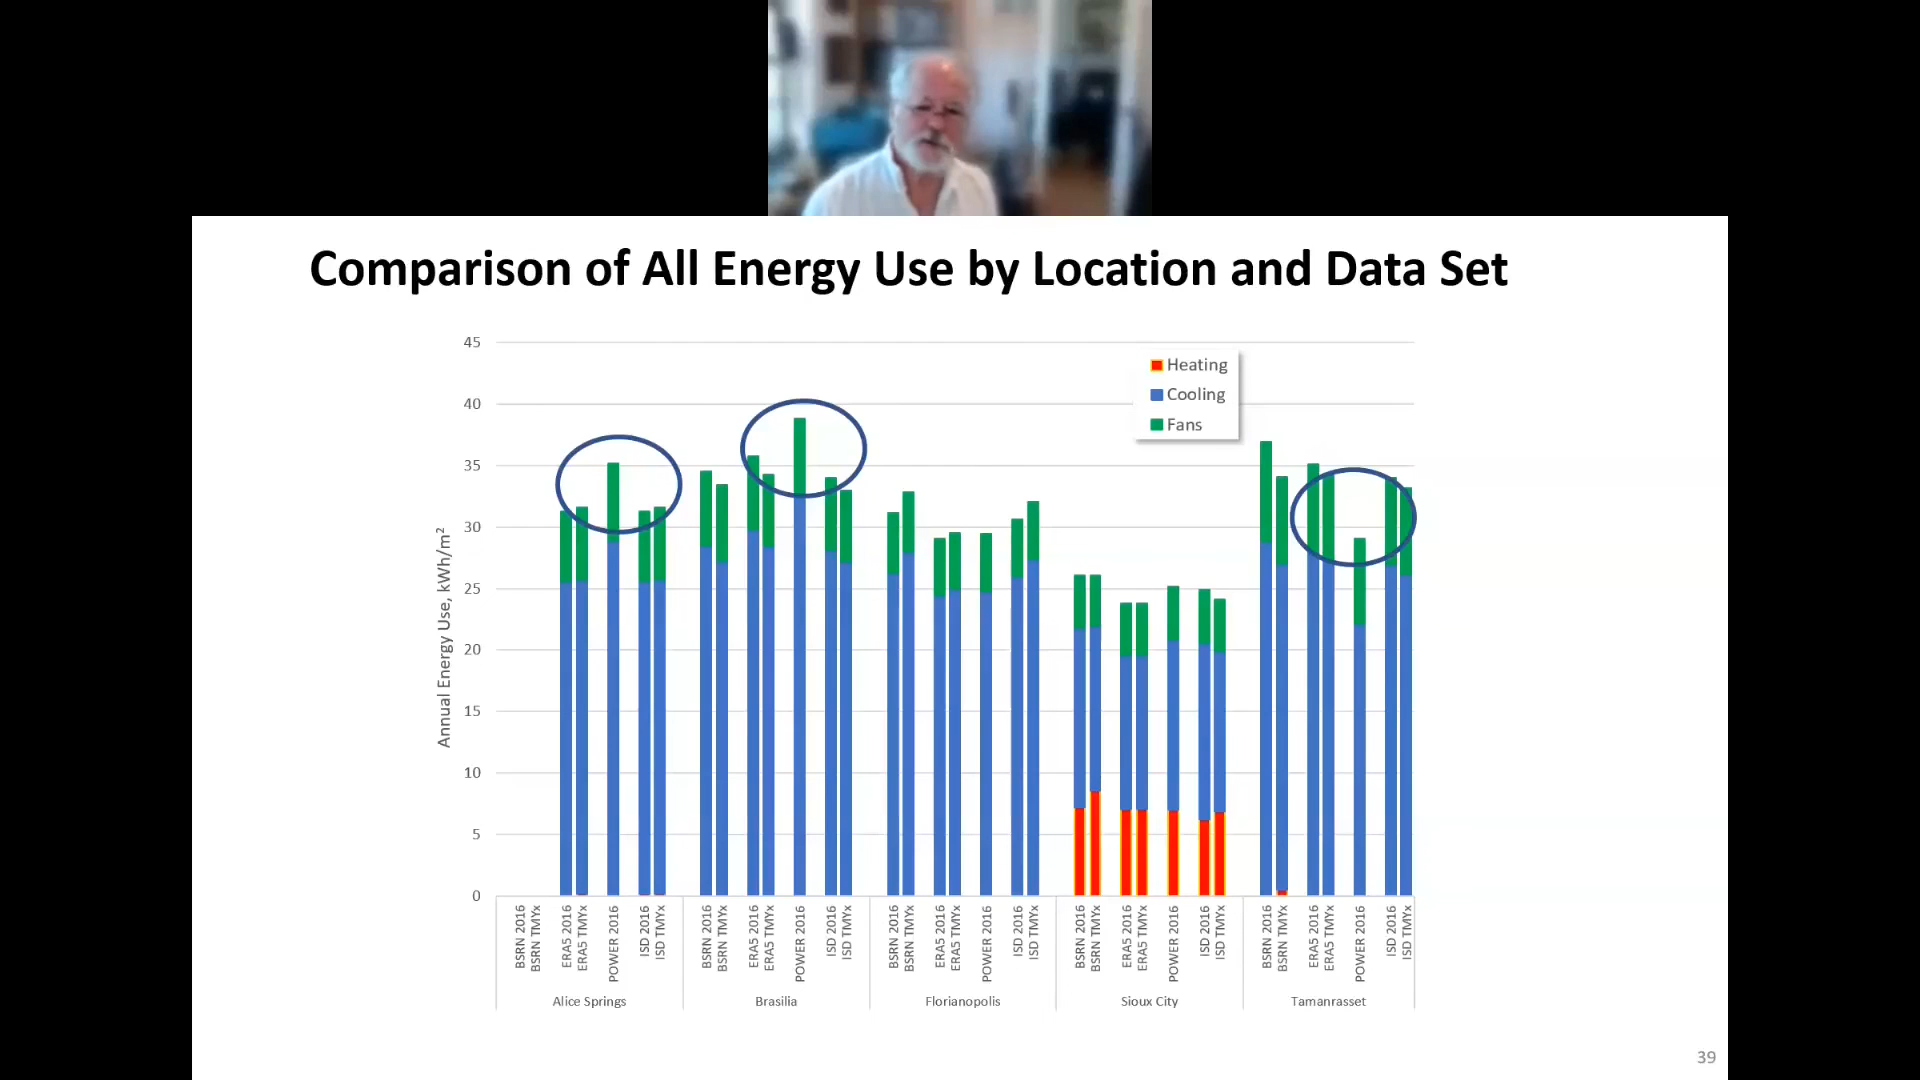 Comparison of All Energy Use by Location and Data Set
45
40
35
30
25
20
15
10
5
0
Annual Energy Use, kWh/m²
Heating
Cooling
Fans
BSRN 2016
BSRN TMYx
ERA5 2016
ERA5 TMYx
POWER 2016
ISD 2016
ISD TMYx
BSRN 2016
BSRN TMYx
ERA5 2016
ERA5 TMYx
POWER 2016
ISD 2016
ISD TMYx
BSRN 2016
BSRN TMYx
ERA5 2016
ERA5 TMYx
POWER 2016
ISD 2016
ISD TMYx
BSRN 2016
BSRN TMYx
ERA5 2016
ERA5 TMYx
POWER 2016
ISD 2016
ISD TMYx
BSRN 2016
BSRN TMYx
ERA5 2016
ERA5 TMYx
POWER 2016
ISD 2016
ISD TMYx
Alice Springs
Brasilia
Florianopolis
Sioux City
Tamanrasset
39